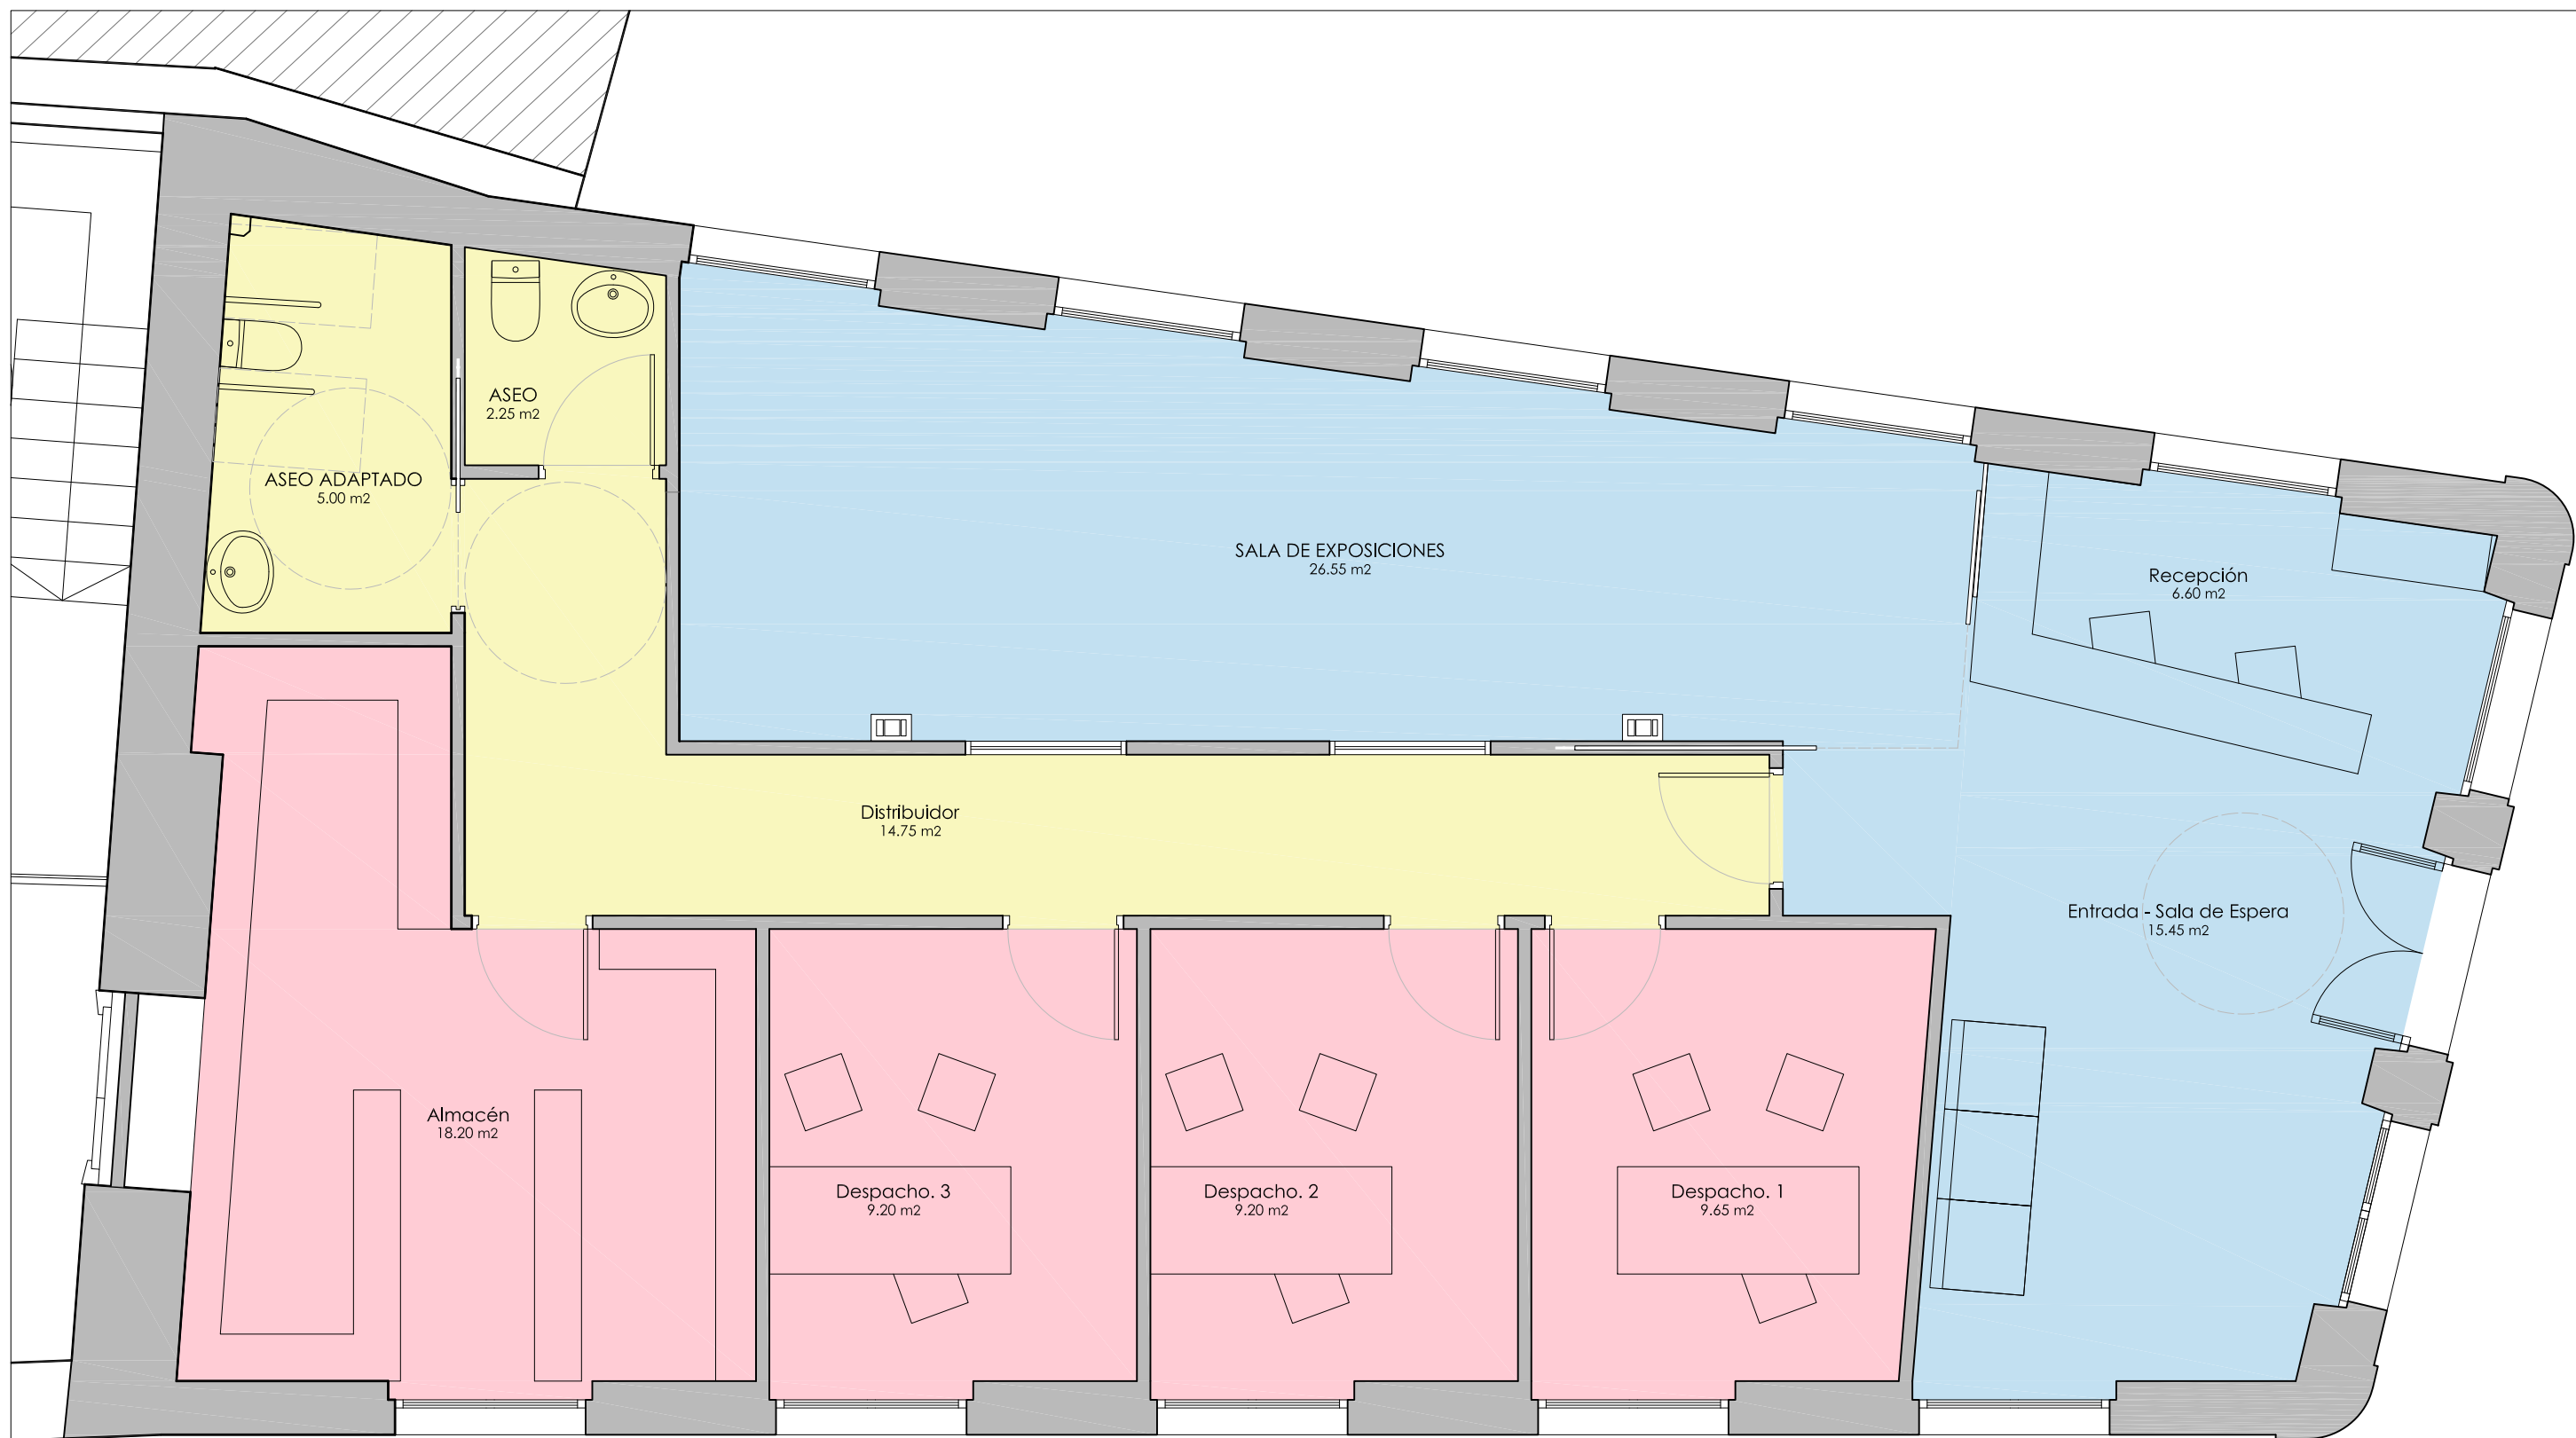 ASEO
2.25 m2
ASEO ADAPTADO
5.00 m2
SALA DE EXPOSICIONES
26.55 m2
Recepción
6.60 m2
Distribuidor
14.75 m2
Entrada - Sala de Espera
15.45 m2
Almacén
18.20 m2
Despacho. 3
9.20 m2
Despacho. 2
9.20 m2
Despacho. 1
9.65 m2